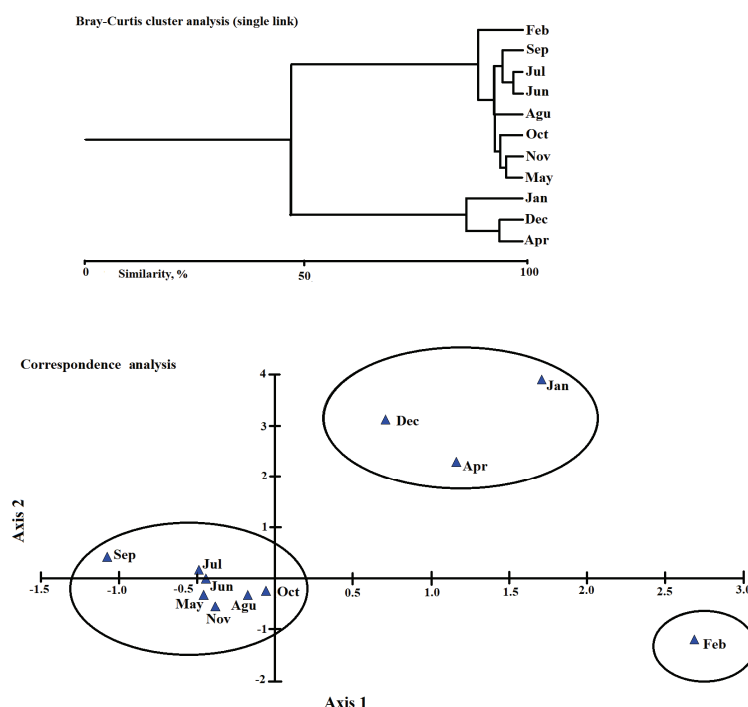 Bray-Curtis cluster analysis (single link)
Feb
Sep
Jul
Jun
Agu
Oct
Nov
May
Jan
Dec
Apr
0 Similarity, % 50 100
Correspondence analysis
4
Jan
Dec
3
Apr
2
Axis 2
1
Sep
Jul
-1.5 -1.0 -0.5 0 0.5 1.0 1.5 2.0 2.5 3.0
Jun
Oct
May Agu
Nov
-1
Feb
-2
Axis 1